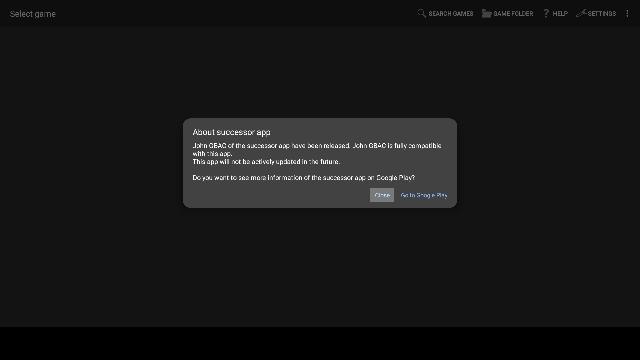 Select game
SEARCH GAMES
GAME FOLDER
HELP
SETTINGS
About successor app
John GBAC of the successor app have been released. John GBAC is fully compatible
with this app.
This app will not be actively updated in the future.
Do you want to see more information of the successor app on Google Play?
Close
Go to Google Play